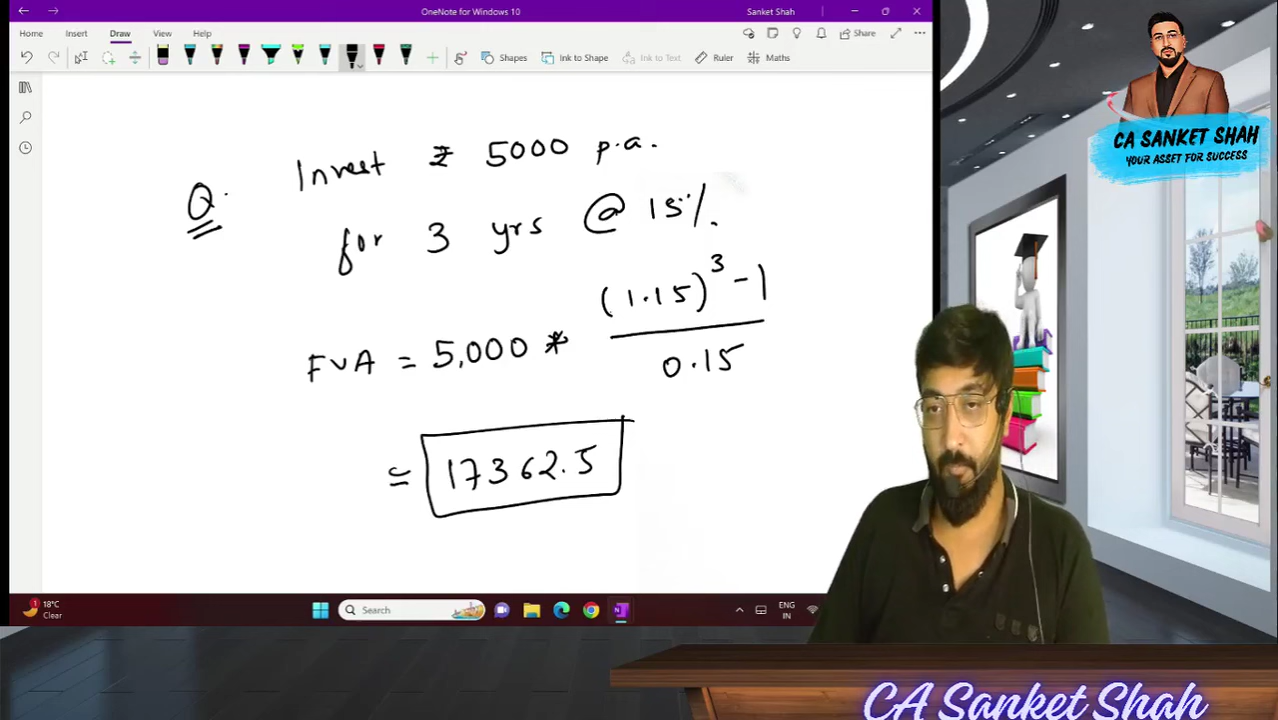 OneNote for Windows 10
Sanket Shah
Home Insert Draw View Help
Share
Shapes Ink to Shape Ink to Text Ruler Maths
Q. Invest ₹ 5000 p.a.
for 3 yrs @ 15%.
FVA = 5,000 * (1.15)^3 - 1
0.15
≃ 17362.5
CA SANKET SHAH
YOUR ASSET FOR SUCCESS
1
18°C
Clear
Search
ENG
IN
CA Sanket Shah